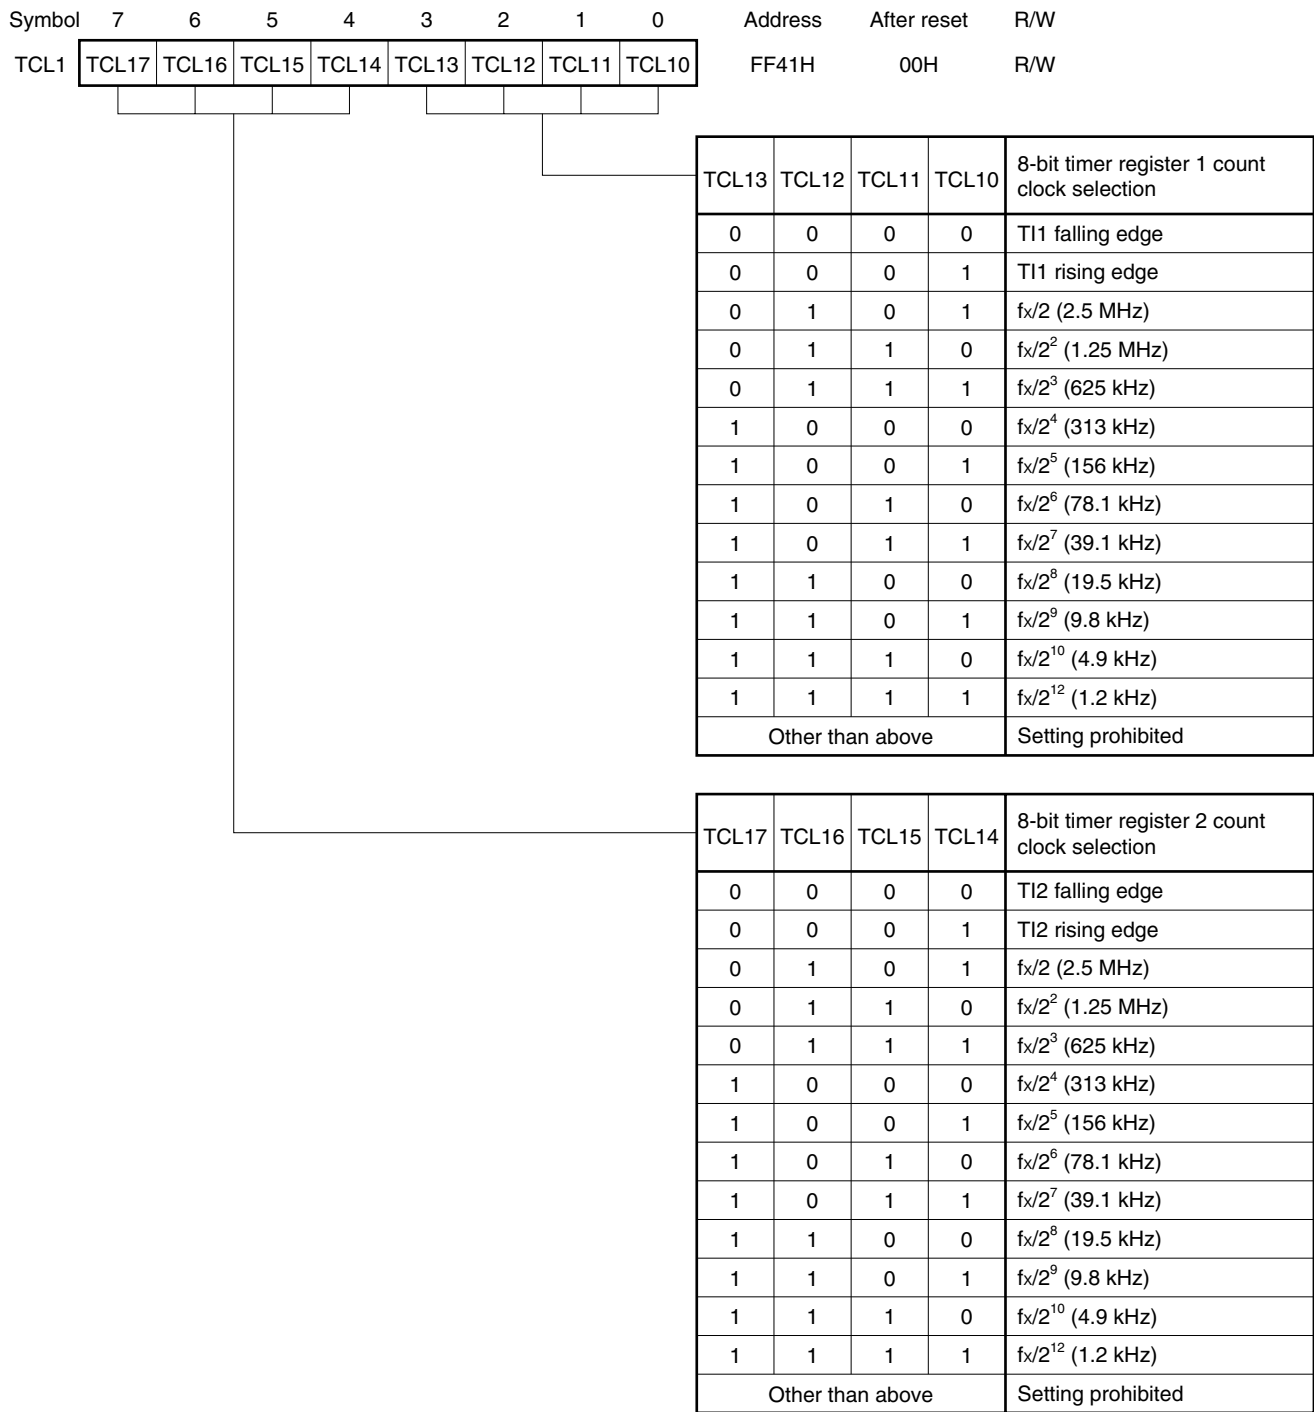 Symbol 7 6 5 4 3 2 1 0 Address After reset R/W
TCL1 TCL17 TCL16 TCL15 TCL14 TCL13 TCL12 TCL11 TCL10 FF41H 00H R/W
TCL13 TCL12 TCL11 TCL10 8-bit timer register 1 count
clock selection
0 0 0 0 TI1 falling edge
0 0 0 1 TI1 rising edge
0 1 0 1 fx/2 (2.5 MHz)
0 1 1 0 fx/2² (1.25 MHz)
0 1 1 1 fx/2³ (625 kHz)
1 0 0 0 fx/2⁴ (313 kHz)
1 0 0 1 fx/2⁵ (156 kHz)
1 0 1 0 fx/2⁶ (78.1 kHz)
1 0 1 1 fx/2⁷ (39.1 kHz)
1 1 0 0 fx/2⁸ (19.5 kHz)
1 1 0 1 fx/2⁹ (9.8 kHz)
1 1 1 0 fx/2¹⁰ (4.9 kHz)
1 1 1 1 fx/2¹² (1.2 kHz)
Other than above Setting prohibited
TCL17 TCL16 TCL15 TCL14 8-bit timer register 2 count
clock selection
0 0 0 0 TI2 falling edge
0 0 0 1 TI2 rising edge
0 1 0 1 fx/2 (2.5 MHz)
0 1 1 0 fx/2² (1.25 MHz)
0 1 1 1 fx/2³ (625 kHz)
1 0 0 0 fx/2⁴ (313 kHz)
1 0 0 1 fx/2⁵ (156 kHz)
1 0 1 0 fx/2⁶ (78.1 kHz)
1 0 1 1 fx/2⁷ (39.1 kHz)
1 1 0 0 fx/2⁸ (19.5 kHz)
1 1 0 1 fx/2⁹ (9.8 kHz)
1 1 1 0 fx/2¹⁰ (4.9 kHz)
1 1 1 1 fx/2¹² (1.2 kHz)
Other than above Setting prohibited